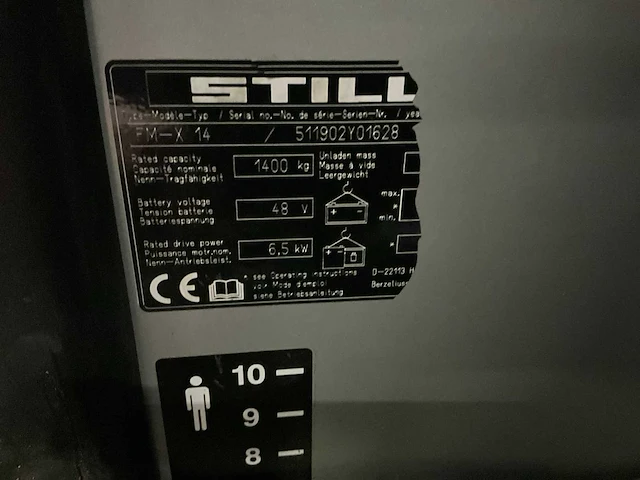 STILL
Type-Modèle-Typ / Serial no.-No. de série-Serien-Nr. / yea
FM-X 14 / 511902Y01628
Rated capacity
Capacité nominale
Nenn-Tragfähigkeit
1400 kg
Unladen mass
Masse à vide
Leergewicht
Battery voltage
Tension batterie
Batteriespannung
48 V
max.
min.
Rated drive power
Puissance motr.nom.
Nenn-Antriebsleist.
6,5 kW
CE
see Operating instructions
voir Mode d'emploi
siehe Betriebsanleitung
D-22113 H
Berzelius
10
9
8